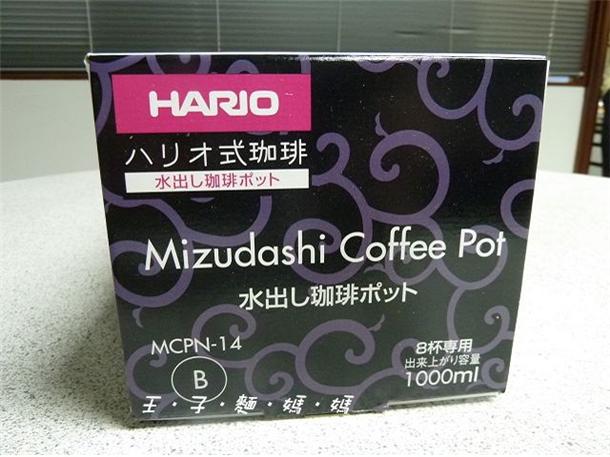 HARIO
ハリオ式珈琲
水出し珈琲ポット
Mizudashi Coffee Pot
水出し珈琲ポット
MCPN-14
B
8杯専用
出来上がり容量
1000ml
王・子・麵・媽・媽・